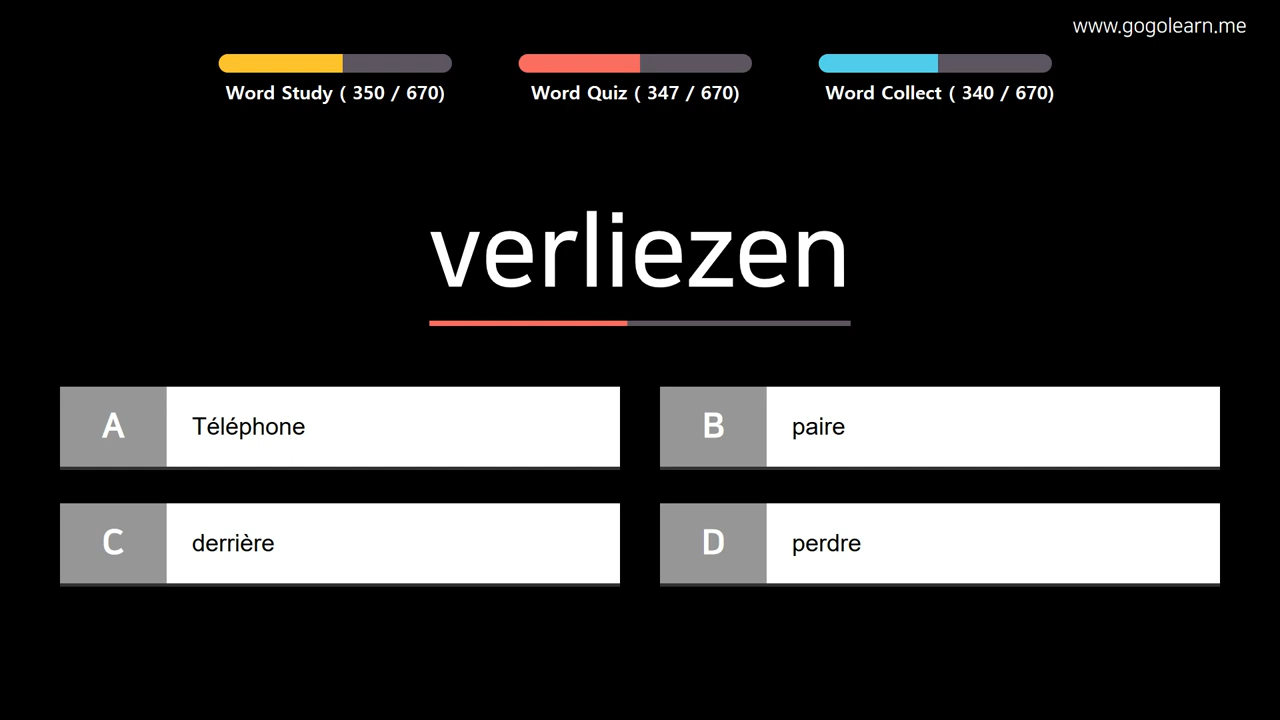 www.gogolearn.me
Word Study ( 350 / 670)
Word Quiz ( 347 / 670)
Word Collect ( 340 / 670)
verliezen
A Téléphone
B paire
C derrière
D perdre